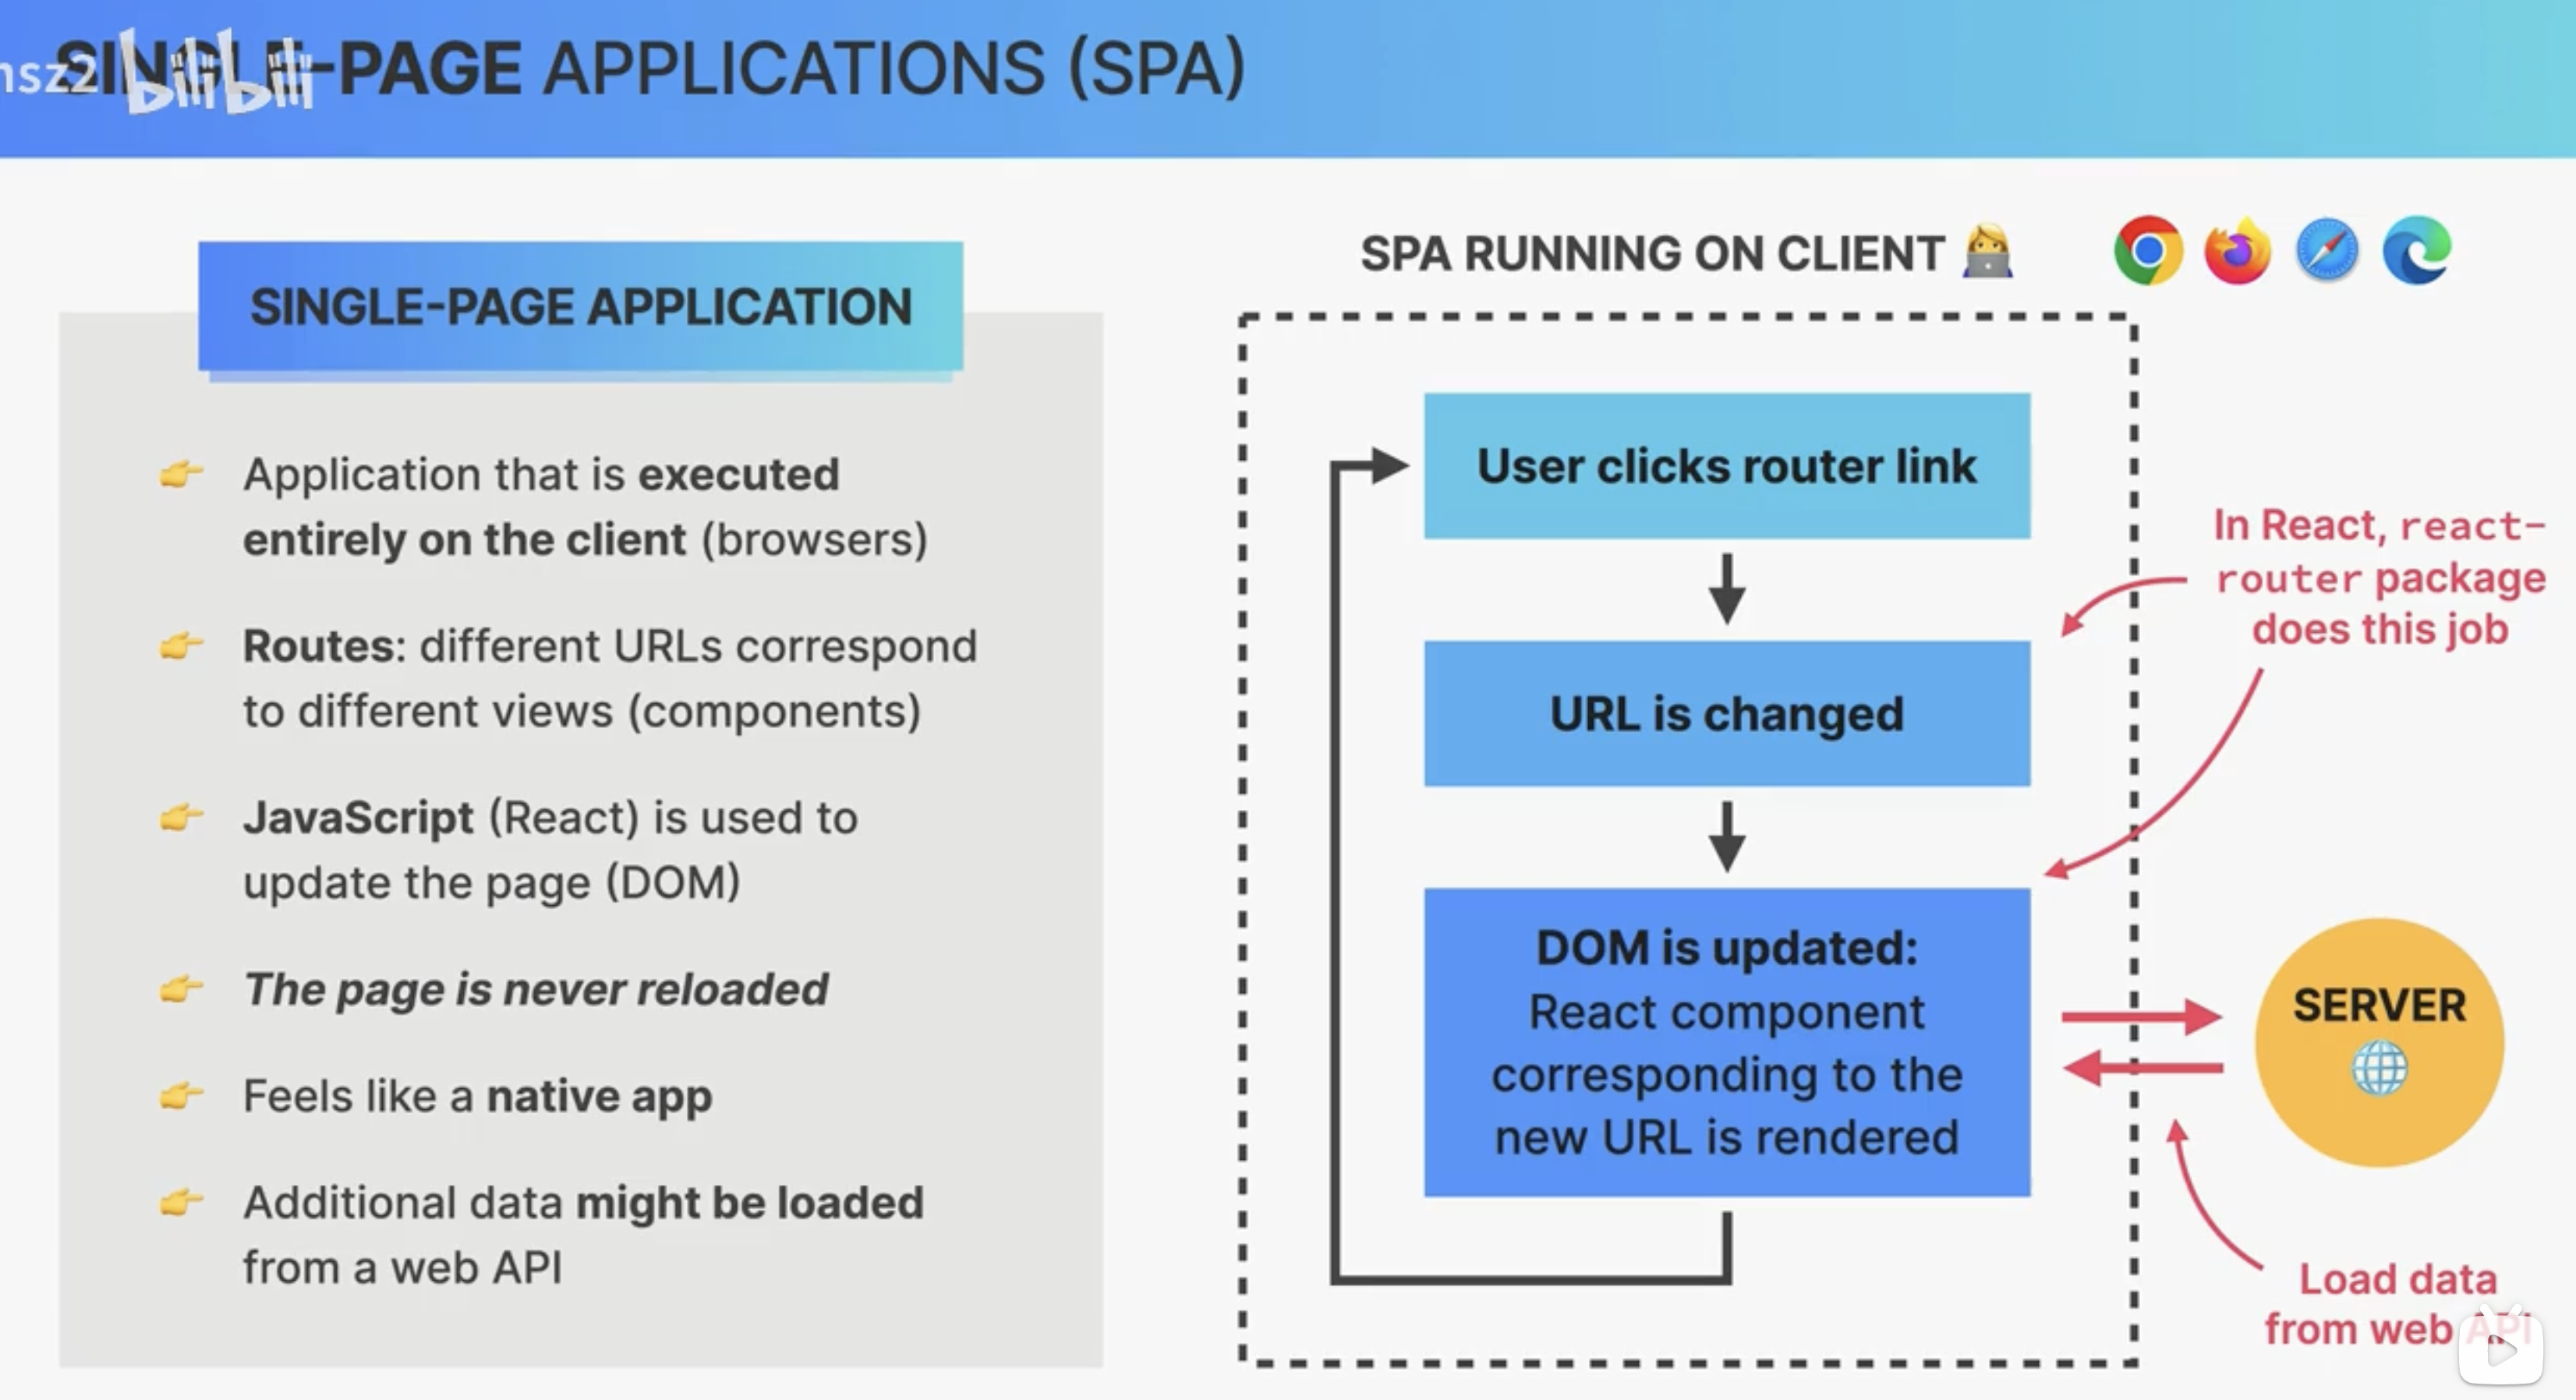 SINGLE-PAGE APPLICATIONS (SPA)
nsz2 bilibili
SINGLE-PAGE APPLICATION
Application that is executed
entirely on the client (browsers)
Routes: different URLs correspond
to different views (components)
JavaScript (React) is used to
update the page (DOM)
The page is never reloaded
Feels like a native app
Additional data might be loaded
from a web API
SPA RUNNING ON CLIENT
User clicks router link
URL is changed
DOM is updated:
React component
corresponding to the
new URL is rendered
In React, react-
router package
does this job
SERVER
Load data
from web API